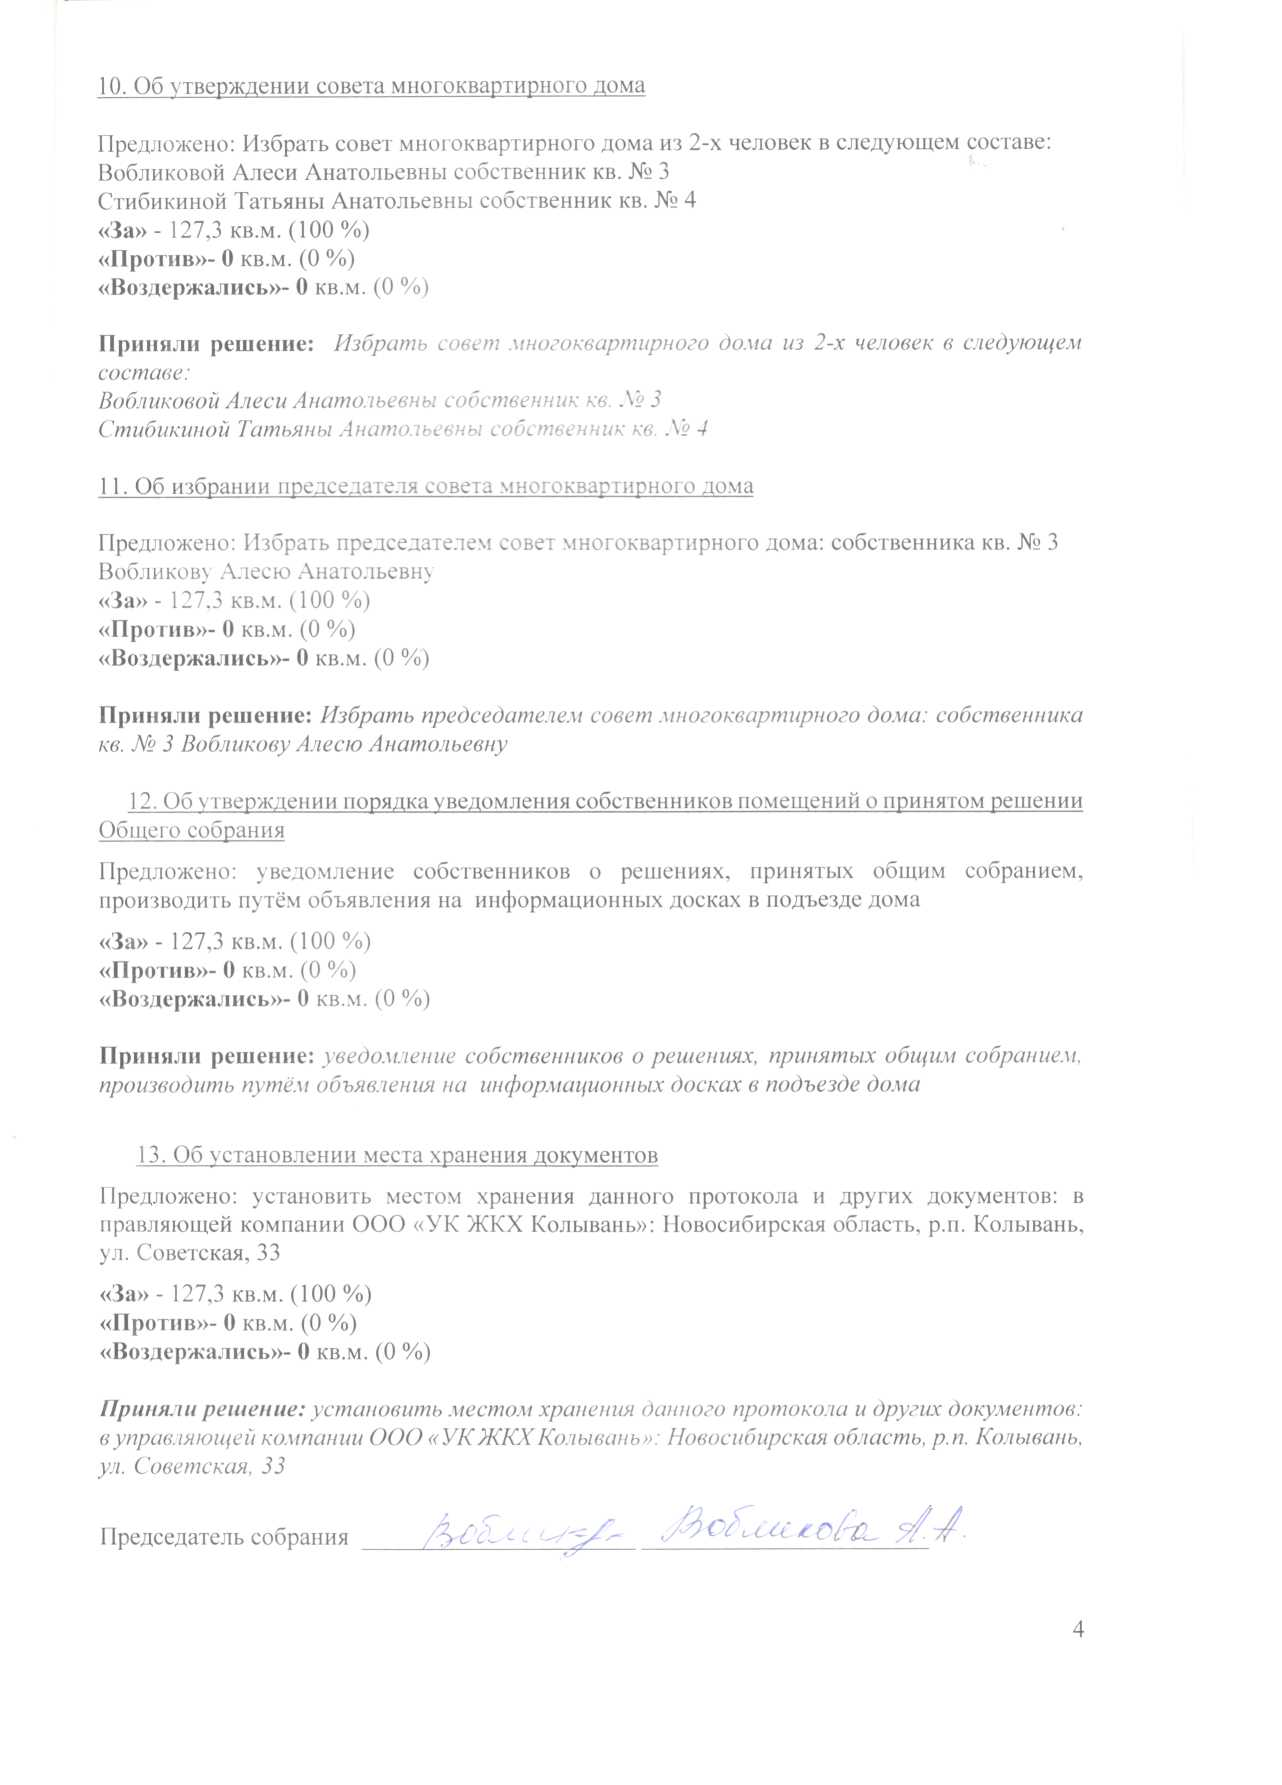 10. Об утверждении совета многоквартирного дома
Предложено: Избрать совет многоквартирного дома из 2-х человек в следующем составе:
Вобликовой Алеси Анатольевны собственник кв. № 3
Стибикиной Татьяны Анатольевны собственник кв. № 4
«За» - 127,3 кв.м. (100 %)
«Против»- 0 кв.м. (0 %)
«Воздержались»- 0 кв.м. (0 %)
Приняли решение: Избрать совет многоквартирного дома из 2-х человек в следующем
составе:
Вобликовой Алеси Анатольевны собственник кв. № 3
Стибикиной Татьяны Анатольевны собственник кв. № 4
11. Об избрании председателя совета многоквартирного дома
Предложено: Избрать председателем совет многоквартирного дома: собственника кв. № 3
Вобликову Алесю Анатольевну
«За» - 127,3 кв.м. (100 %)
«Против»- 0 кв.м. (0 %)
«Воздержались»- 0 кв.м. (0 %)
Приняли решение: Избрать председателем совет многоквартирного дома: собственника
кв. № 3 Вобликову Алесю Анатольевну
12. Об утверждении порядка уведомления собственников помещений о принятом решении
Общего собрания
Предложено: уведомление собственников о решениях, принятых общим собранием,
производить путём объявления на информационных досках в подъезде дома
«За» - 127,3 кв.м. (100 %)
«Против»- 0 кв.м. (0 %)
«Воздержались»- 0 кв.м. (0 %)
Приняли решение: уведомление собственников о решениях, принятых общим собранием,
производить путём объявления на информационных досках в подъезде дома
13. Об установлении места хранения документов
Предложено: установить местом хранения данного протокола и других документов: в
правляющей компании ООО «УК ЖКХ Колывань»: Новосибирская область, р.п. Колывань,
ул. Советская, 33
«За» - 127,3 кв.м. (100 %)
«Против»- 0 кв.м. (0 %)
«Воздержались»- 0 кв.м. (0 %)
Приняли решение: установить местом хранения данного протокола и других документов:
в управляющей компании ООО «УК ЖКХ Колывань»: Новосибирская область, р.п. Колывань,
ул. Советская, 33
Председатель собрания Вобликова А.А.
4